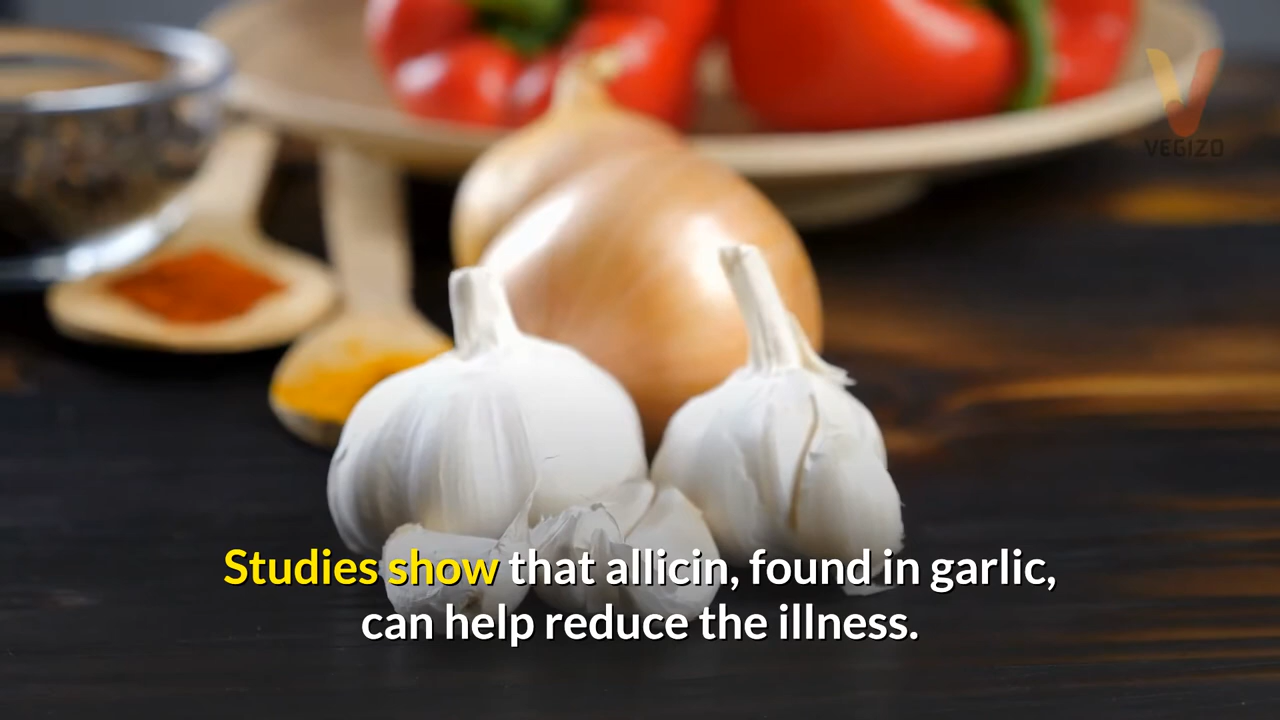 VEGIZO
Studies show that allicin, found in garlic,
can help reduce the illness.